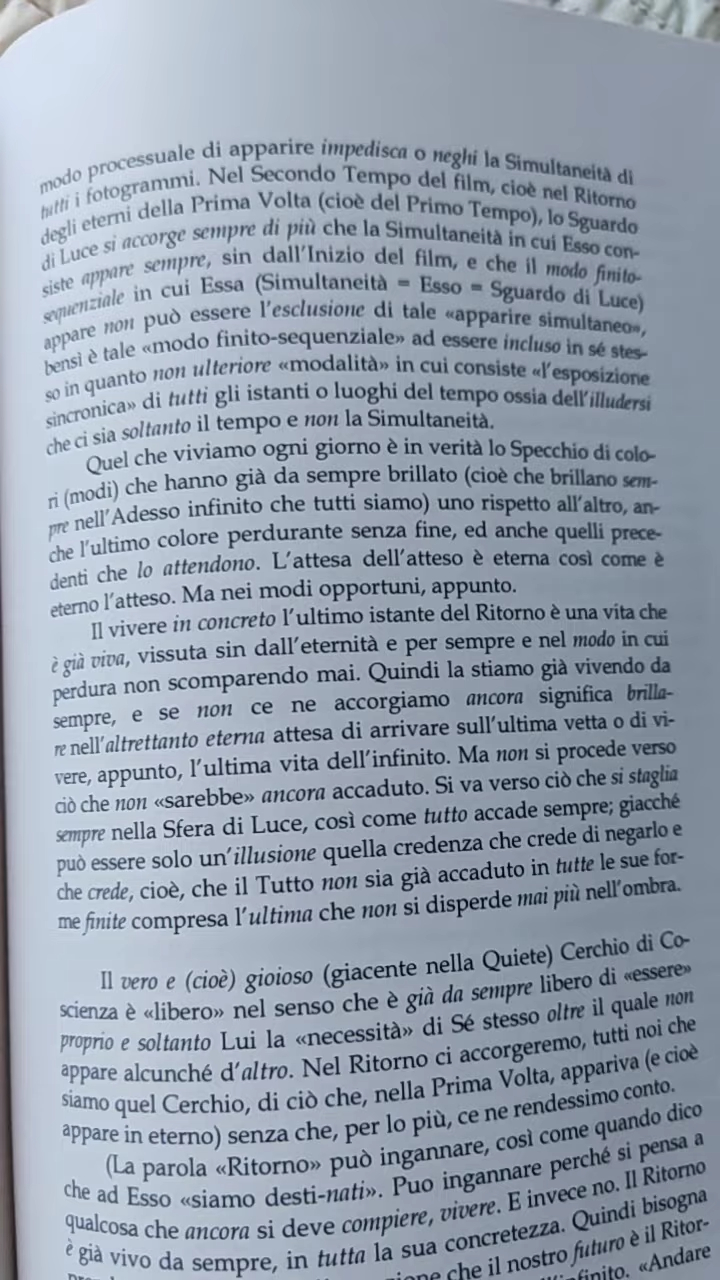 modo processuale di apparire impedisca o neghi la Simultaneità di
tutti i fotogrammi. Nel Secondo Tempo del film, cioè nel Ritorno
degli eterni della Prima Volta (cioè del Primo Tempo), lo Sguardo
di Luce si accorge sempre di più che la Simultaneità in cui Esso con-
siste appare sempre, sin dall'Inizio del film, e che il modo finito-
sequenziale in cui Essa (Simultaneità = Esso = Sguardo di Luce)
appare non può essere l'esclusione di tale «apparire simultaneo»,
bensì è tale «modo finito-sequenziale» ad essere incluso in sé stes-
so in quanto non ulteriore «modalità» in cui consiste «l'esposizione
sincronica» di tutti gli istanti o luoghi del tempo ossia dell'illudersi
che ci sia soltanto il tempo e non la Simultaneità.
Quel che viviamo ogni giorno è in verità lo Specchio di colo-
ri (modi) che hanno già da sempre brillato (cioè che brillano sem-
pre nell'Adesso infinito che tutti siamo) uno rispetto all'altro, an-
che l'ultimo colore perdurante senza fine, ed anche quelli prece-
denti che lo attendono. L'attesa dell'atteso è eterna così come è
eterno l'atteso. Ma nei modi opportuni, appunto.
Il vivere in concreto l'ultimo istante del Ritorno è una vita che
è già viva, vissuta sin dall'eternità e per sempre e nel modo in cui
perdura non scomparendo mai. Quindi la stiamo già vivendo da
sempre, e se non ce ne accorgiamo ancora significa brilla-
re nell'altrettanto eterna attesa di arrivare sull'ultima vetta o di vi-
vere, appunto, l'ultima vita dell'infinito. Ma non si procede verso
ciò che non «sarebbe» ancora accaduto. Si va verso ciò che si staglia
sempre nella Sfera di Luce, così come tutto accade sempre; giacché
può essere solo un'illusione quella credenza che crede di negarlo e
che crede, cioè, che il Tutto non sia già accaduto in tutte le sue for-
me finite compresa l'ultima che non si disperde mai più nell'ombra.
Il vero e (cioè) gioioso (giacente nella Quiete) Cerchio di Co-
scienza è «libero» nel senso che è già da sempre libero di «essere»
proprio e soltanto Lui la «necessità» di Sé stesso oltre il quale non
appare alcunché d'altro. Nel Ritorno ci accorgeremo, tutti noi che
siamo quel Cerchio, di ciò che, nella Prima Volta, appariva (e cioè
appare in eterno) senza che, per lo più, ce ne rendessimo conto.
(La parola «Ritorno» può ingannare, così come quando dico
che ad Esso «siamo desti-nati». Puo ingannare perché si pensa a
qualcosa che ancora si deve compiere, vivere. E invece no. Il Ritorno
è già vivo da sempre, in tutta la sua concretezza. Quindi bisogna
che il nostro futuro è il Ritor-
«Andare